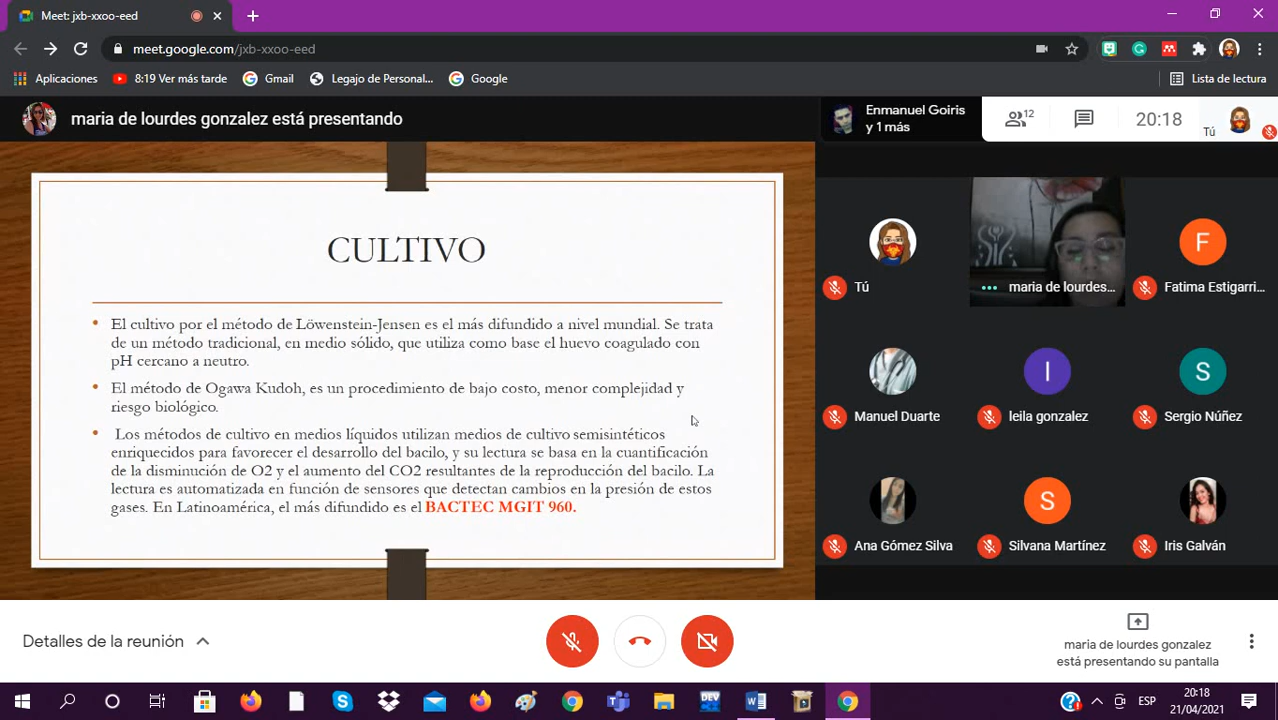 Meet: jxb-xxoo-eed
meet.google.com/jxb-xxoo-eed
Aplicaciones
8:19 Ver más tarde
Gmail
Legajo de Personal...
Google
Lista de lectura
maria de lourdes gonzalez está presentando
Enmanuel Goiris
y 1 más
12
20:18
Tú
CULTIVO
• El cultivo por el método de Löwenstein-Jensen es el más difundido a nivel mundial. Se trata
de un método tradicional, en medio sólido, que utiliza como base el huevo coagulado con
pH cercano a neutro.
• El método de Ogawa Kudoh, es un procedimiento de bajo costo, menor complejidad y
riesgo biológico.
• Los métodos de cultivo en medios líquidos utilizan medios de cultivo semisintéticos
enriquecidos para favorecer el desarrollo del bacilo, y su lectura se basa en la cuantificación
de la disminución de O2 y el aumento del CO2 resultantes de la reproducción del bacilo. La
lectura es automatizada en función de sensores que detectan cambios en la presión de estos
gases. En Latinoamérica, el más difundido es el BACTEC MGIT 960.
Tú
maria de lourdes...
F
Fatima Estigarri...
Manuel Duarte
I
leila gonzalez
S
Sergio Núñez
Ana Gómez Silva
S
Silvana Martínez
Iris Galván
Detalles de la reunión
maria de lourdes gonzalez
está presentando su pantalla
DEV
ESP
20:18
21/04/2021